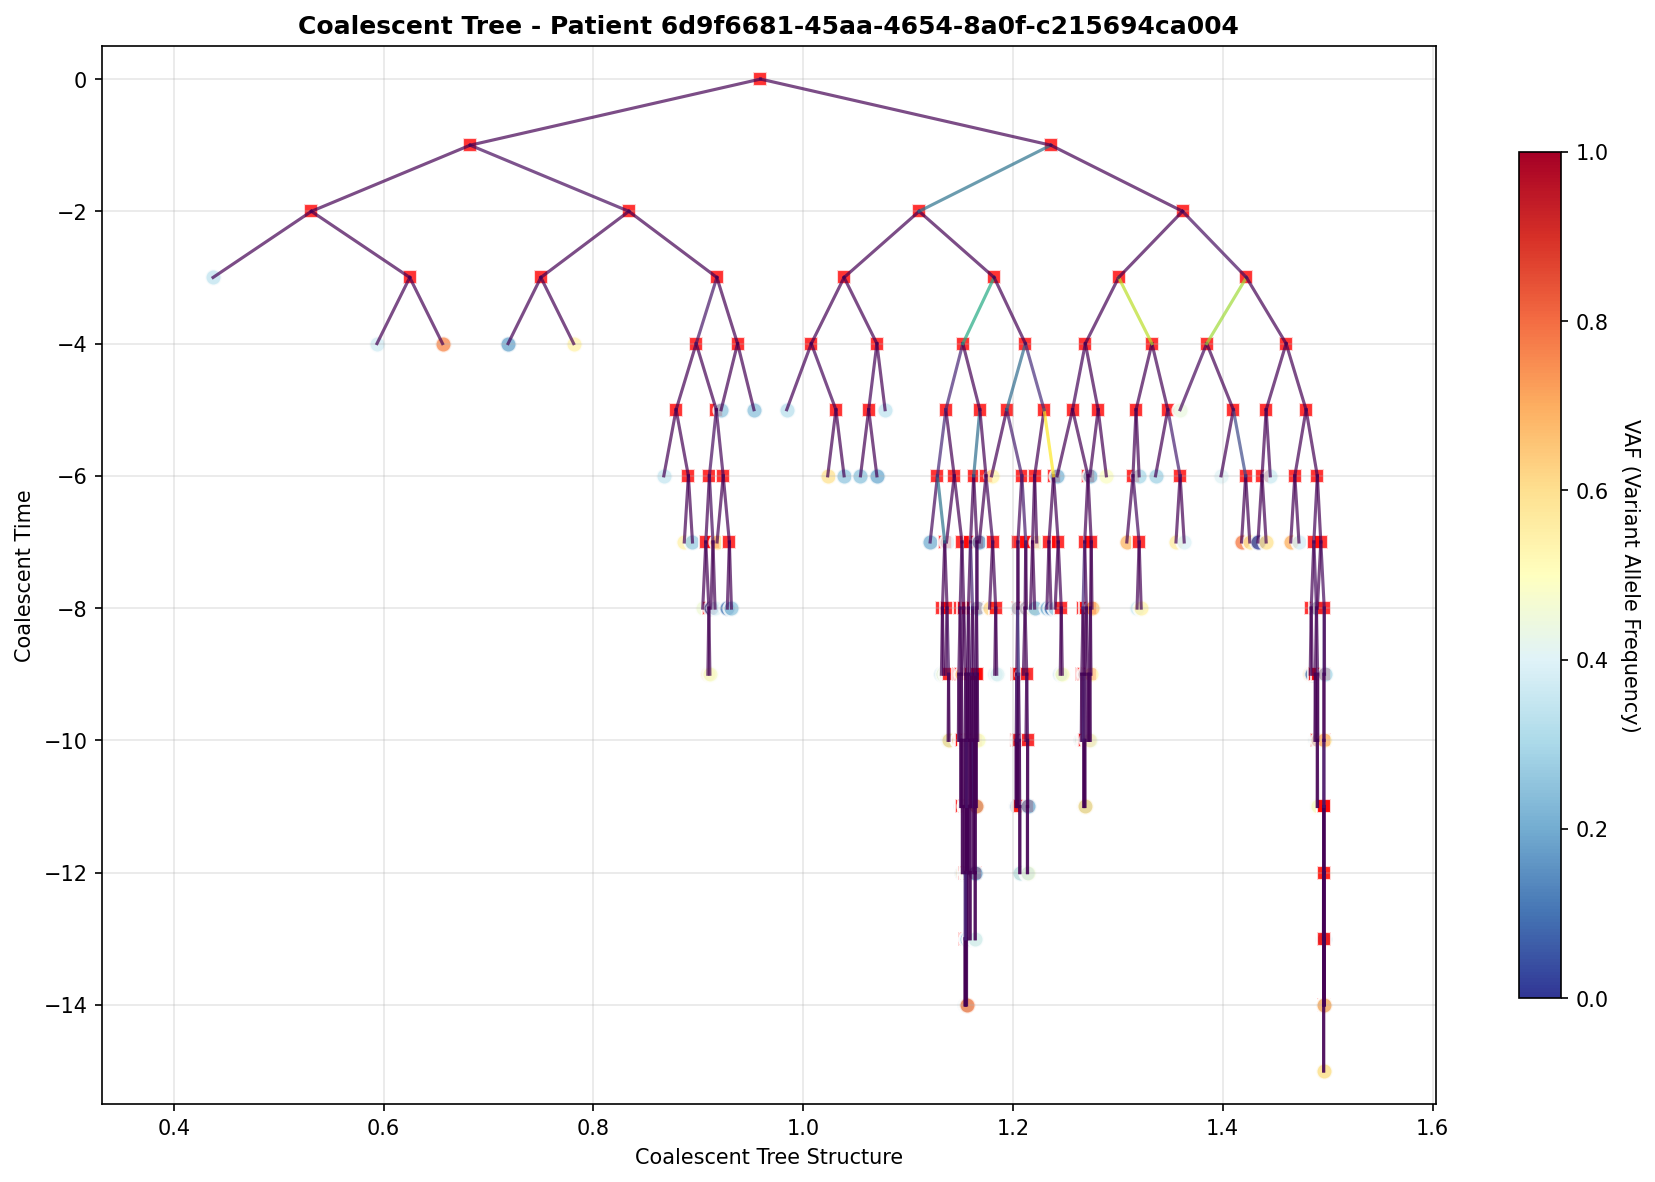 Coalescent Tree - Patient 6d9f6681-45aa-4654-8a0f-c215694ca004
Coalescent Time
0
−2
−4
−6
−8
−10
−12
−14
0.4 0.6 0.8 1.0 1.2 1.4 1.6
Coalescent Tree Structure
1.0
0.8
0.6
0.4
0.2
0.0
VAF (Variant Allele Frequency)